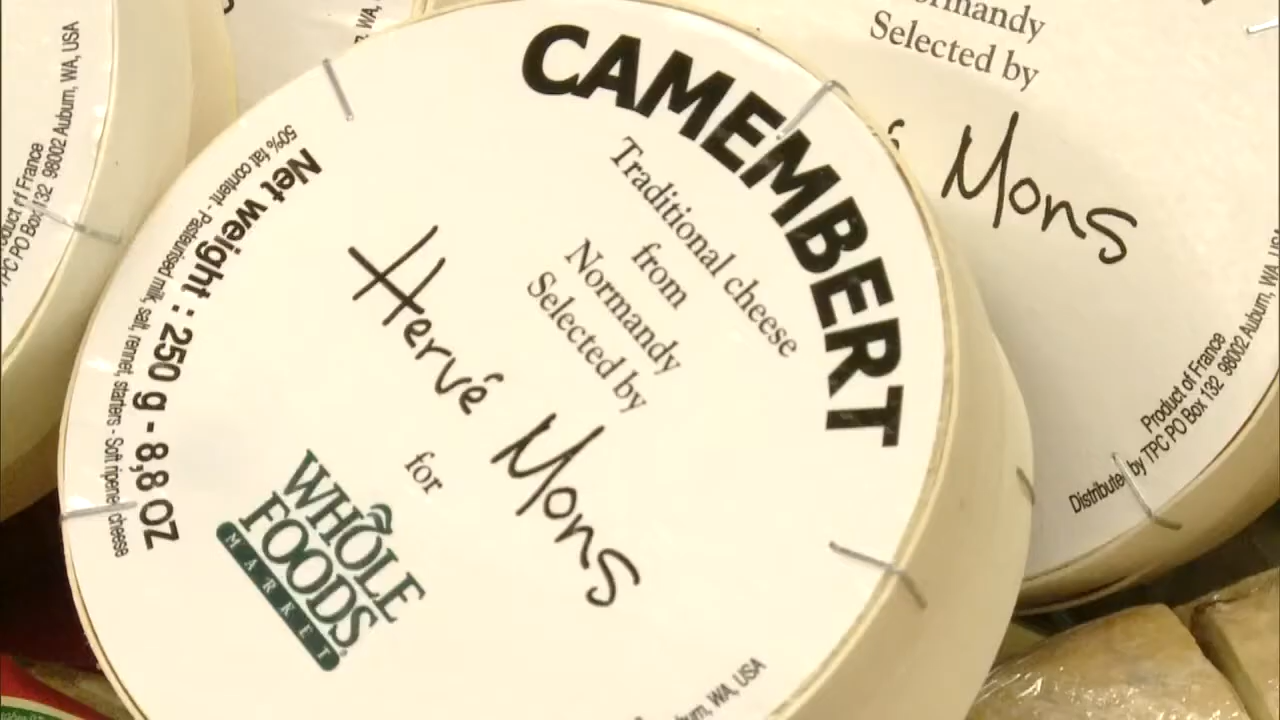 CAMEMBERT
Traditional cheese
from
Normandy
Selected by
Hervé Mons
for
WHOLE
FOODS
MARKET
Net weight : 250 g - 8,8 OZ
50% fat content - Pasteurised milk, salt, rennet, starters - Soft ripened cheese
WA, USA
Normandy
Selected by
Mons
Product of France
Distributed by TPC PO Box 132 98002 Auburn, WA, USA
Product of France
TPC PO Box 132 98002 Auburn, WA, USA
WA,